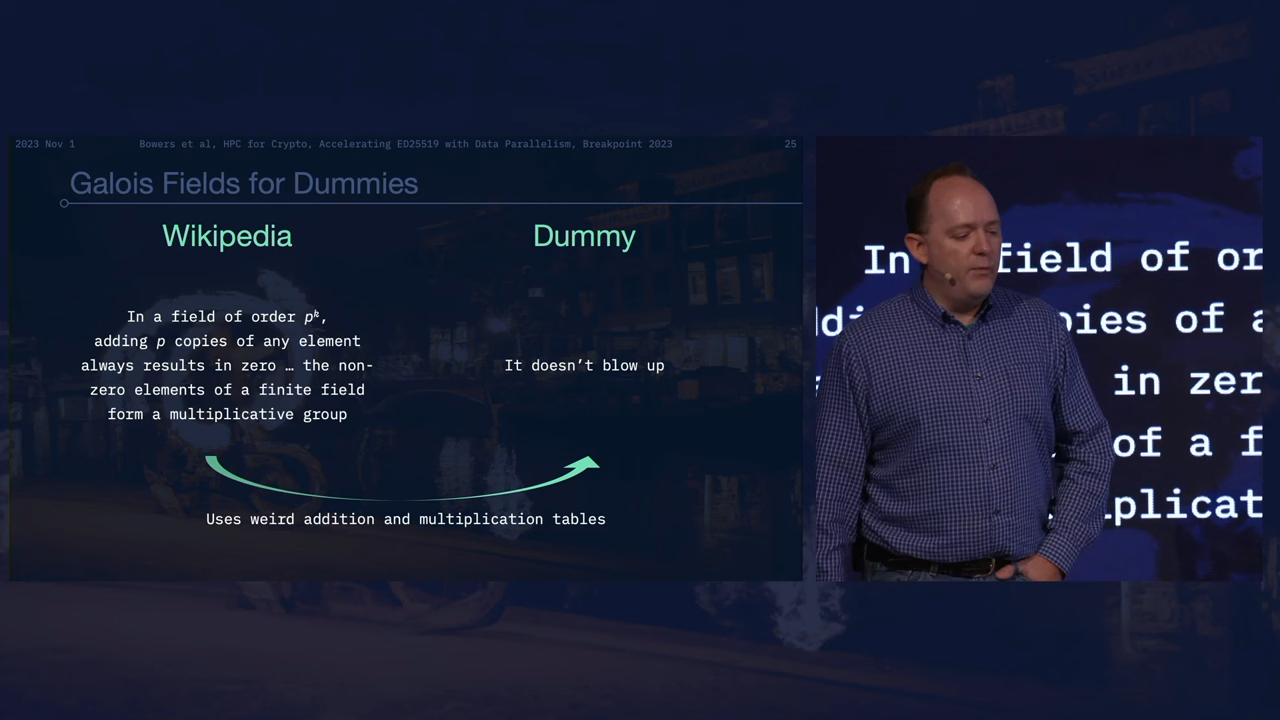 2023 Nov 1 Bowers et al, HPC for Crypto, Accelerating ED25519 with Data Parallelism, Breakpoint 2023 25
Galois Fields for Dummies
Wikipedia
Dummy
In a field of order pᵏ,
adding p copies of any element
always results in zero … the non-
zero elements of a finite field
form a multiplicative group
It doesn’t blow up
Uses weird addition and multiplication tables
In field of or
ddi pies of a
in zer
of a f
plicat